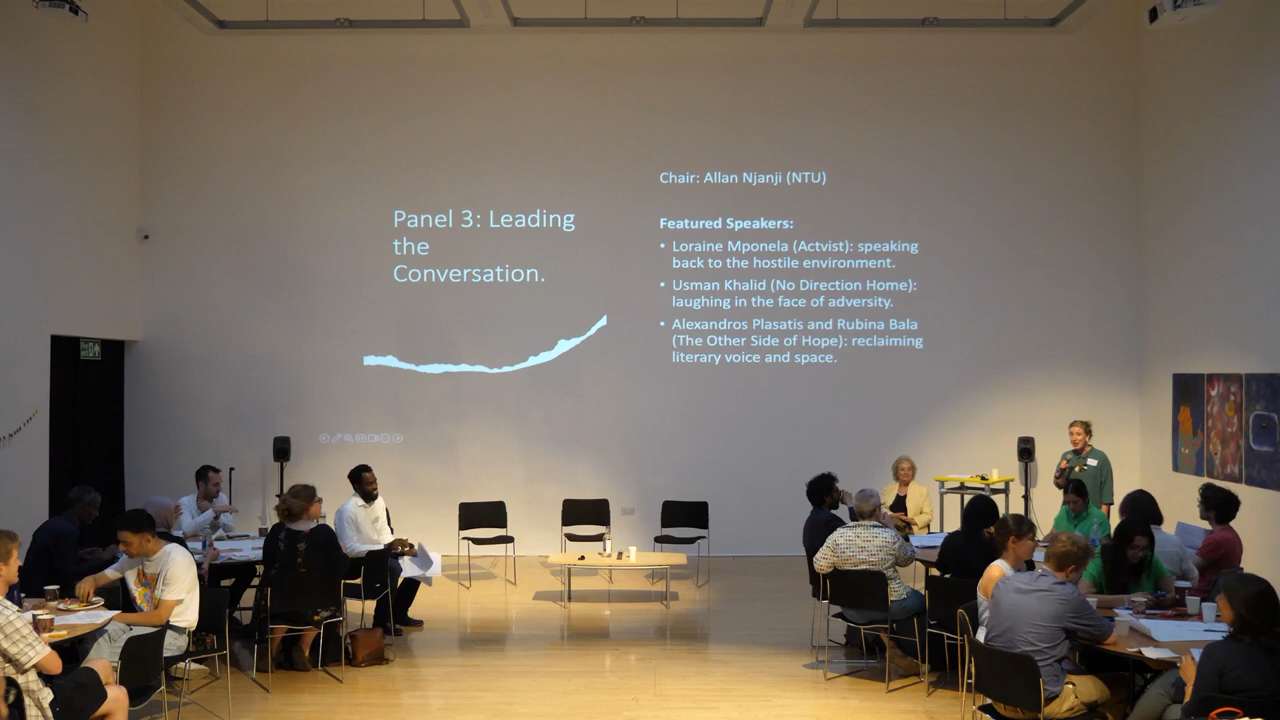 Panel 3: Leading
the
Conversation.
Chair: Allan Njanji (NTU)
Featured Speakers:
• Loraine Mponela (Actvist): speaking
back to the hostile environment.
• Usman Khalid (No Direction Home):
laughing in the face of adversity.
• Alexandros Plasatis and Rubina Bala
(The Other Side of Hope): reclaiming
literary voice and space.